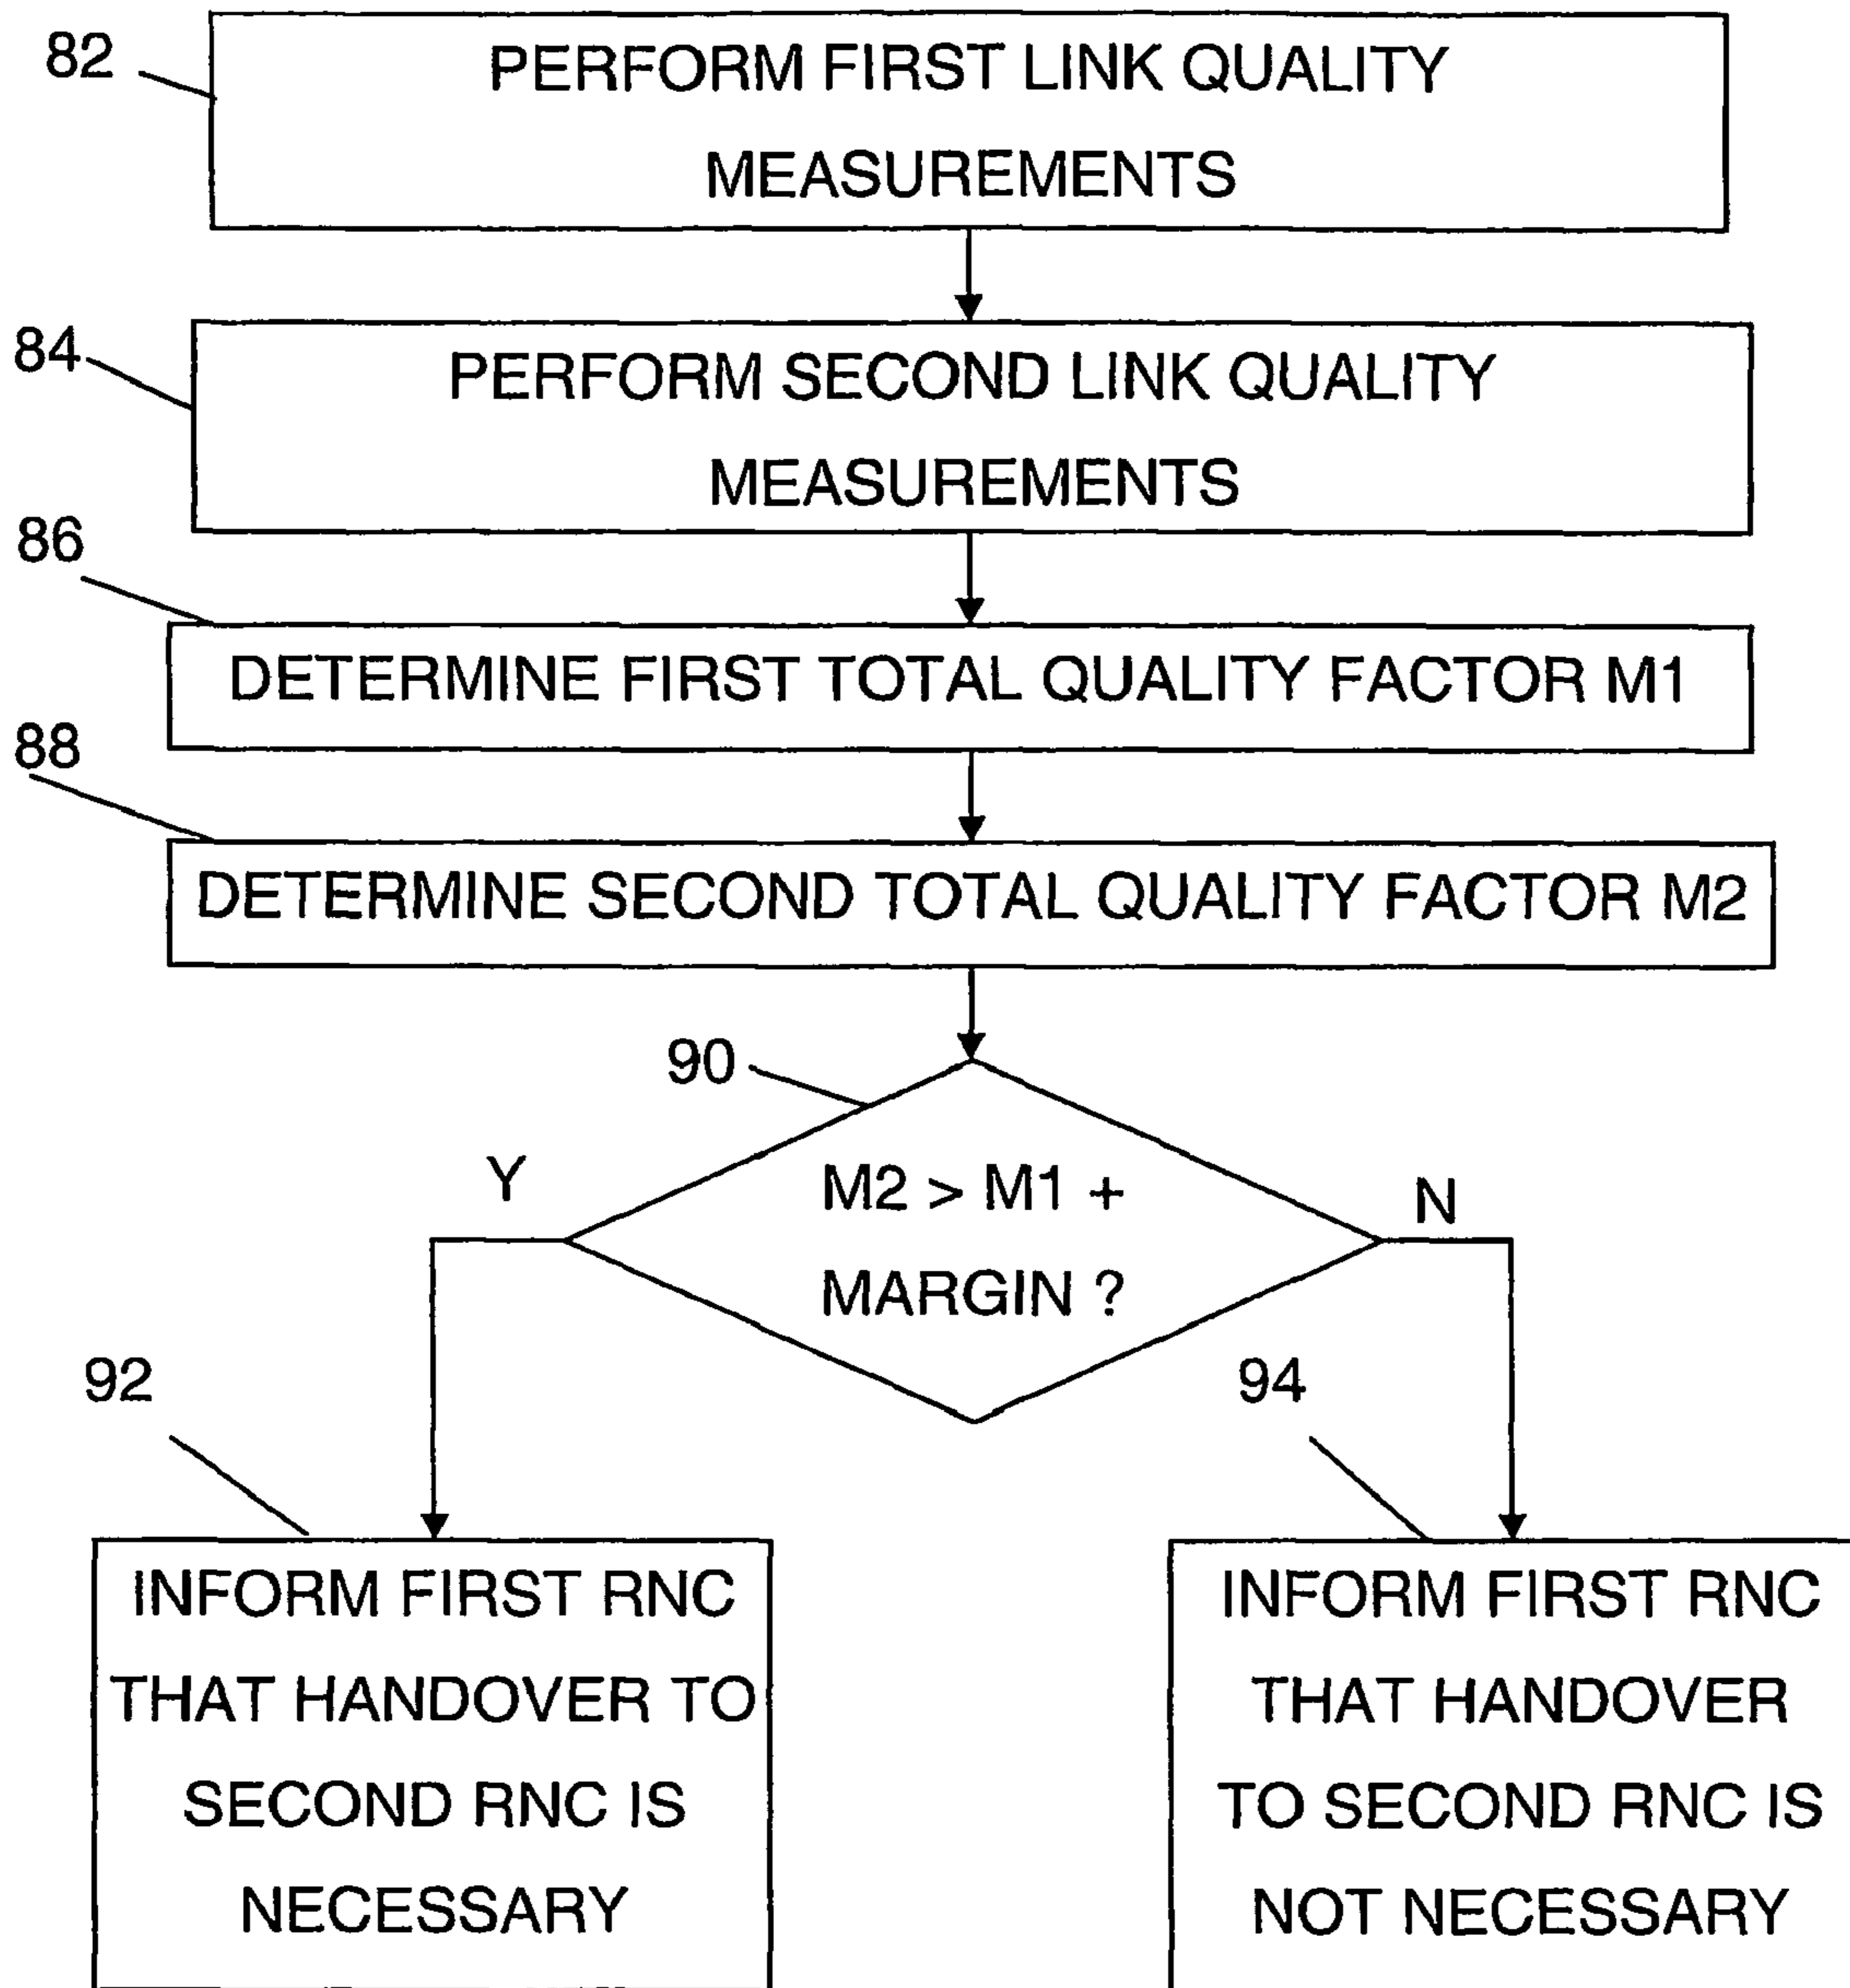 82
PERFORM FIRST LINK QUALITY
MEASUREMENTS
84
PERFORM SECOND LINK QUALITY
MEASUREMENTS
86
DETERMINE FIRST TOTAL QUALITY FACTOR M1
88
DETERMINE SECOND TOTAL QUALITY FACTOR M2
90
Y
M2 > M1 +
MARGIN ?
N
92
INFORM FIRST RNC
THAT HANDOVER TO
SECOND RNC IS
NECESSARY
94
INFORM FIRST RNC
THAT HANDOVER
TO SECOND RNC IS
NOT NECESSARY